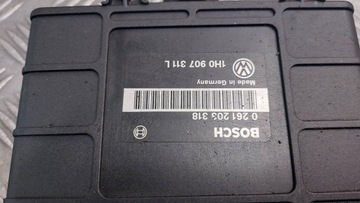 BOSCH
0 261 203 318
Made in Germany
1H0 907 311 L